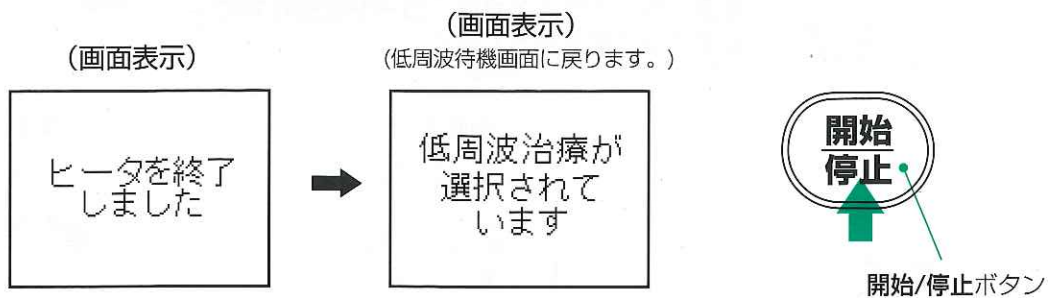 (画面表示)
ヒータを終了
しました
(画面表示)
(低周波待機画面に戻ります。)
低周波治療が
選択されて
います
開始
停止
開始/停止ボタン